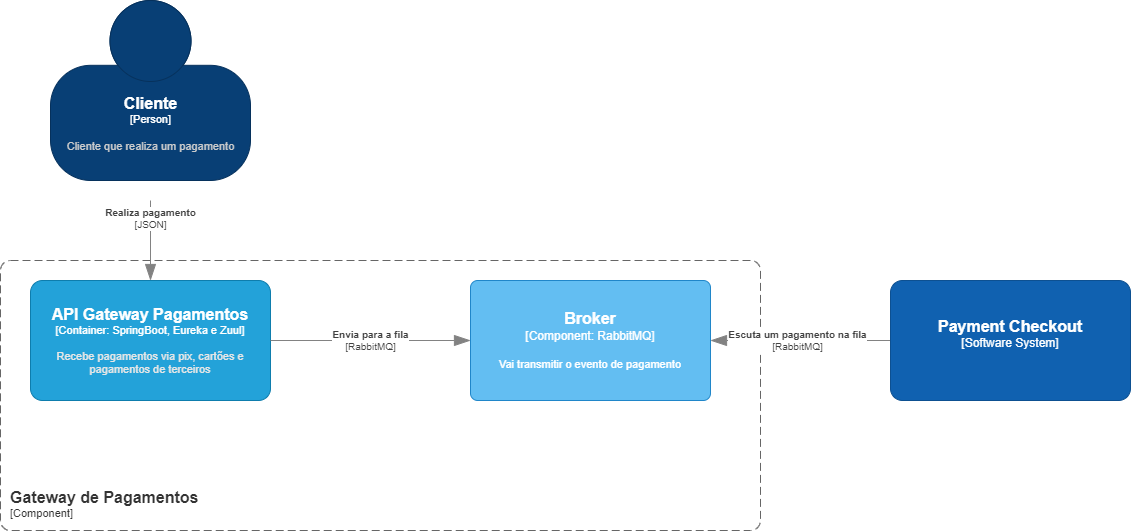 Cliente
[Person]
Cliente que realiza um pagamento
Realiza pagamento
[JSON]
API Gateway Pagamentos
[Container: SpringBoot, Eureka e Zuul]
Recebe pagamentos via pix, cartões e
pagamentos de terceiros
Envia para a fila
[RabbitMQ]
Broker
[Component: RabbitMQ]
Vai transmitir o evento de pagamento
Escuta um pagamento na fila
[RabbitMQ]
Payment Checkout
[Software System]
Gateway de Pagamentos
[Component]